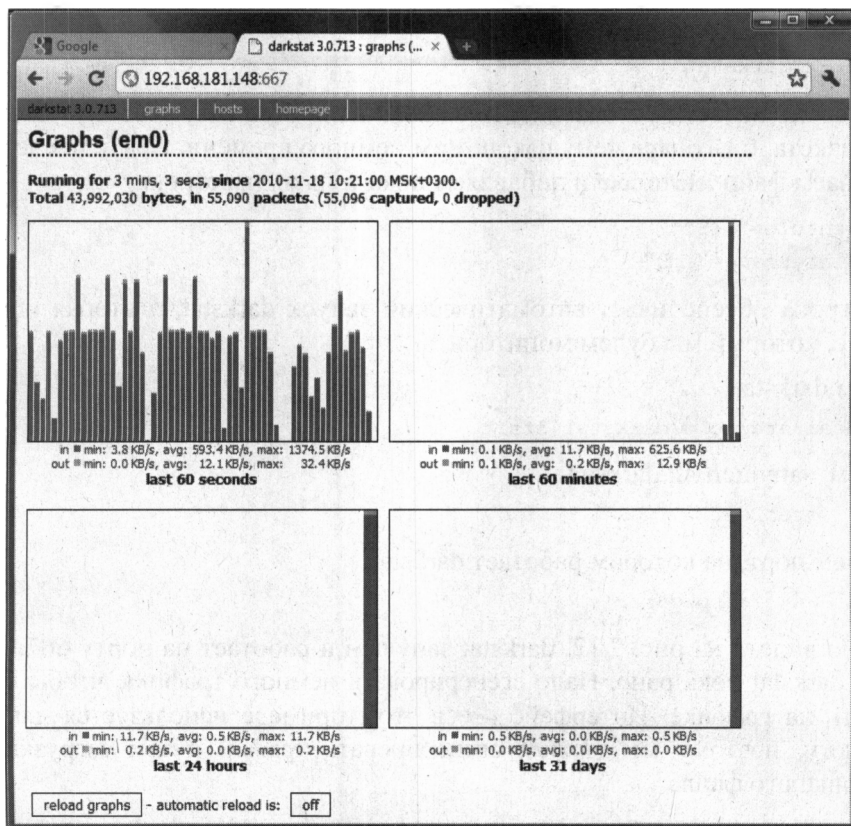 Google
darkstat 3.0.713 : graphs (...
192.168.181.148:667
darkstat 3.0.713 graphs hosts homepage
Graphs (em0)
Running for 3 mins, 3 secs, since 2010-11-18 10:21:00 MSK+0300.
Total 43,992,030 bytes, in 55,090 packets. (55,096 captured, 0 dropped)
in min: 3.8 KB/s, avg: 593.4 KB/s, max: 1374.5 KB/s
out min: 0.0 KB/s, avg: 12.1 KB/s, max: 32.4 KB/s
last 60 seconds
in min: 0.1 KB/s, avg: 11.7 KB/s, max: 625.6 KB/s
out min: 0.1 KB/s, avg: 0.2 KB/s, max: 12.9 KB/s
last 60 minutes
in min: 11.7 KB/s, avg: 0.5 KB/s, max: 11.7 KB/s
out min: 0.2 KB/s, avg: 0.0 KB/s, max: 0.2 KB/s
last 24 hours
in min: 0.5 KB/s, avg: 0.0 KB/s, max: 0.5 KB/s
out min: 0.0 KB/s, avg: 0.0 KB/s, max: 0.0 KB/s
last 31 days
reload graphs - automatic reload is: off